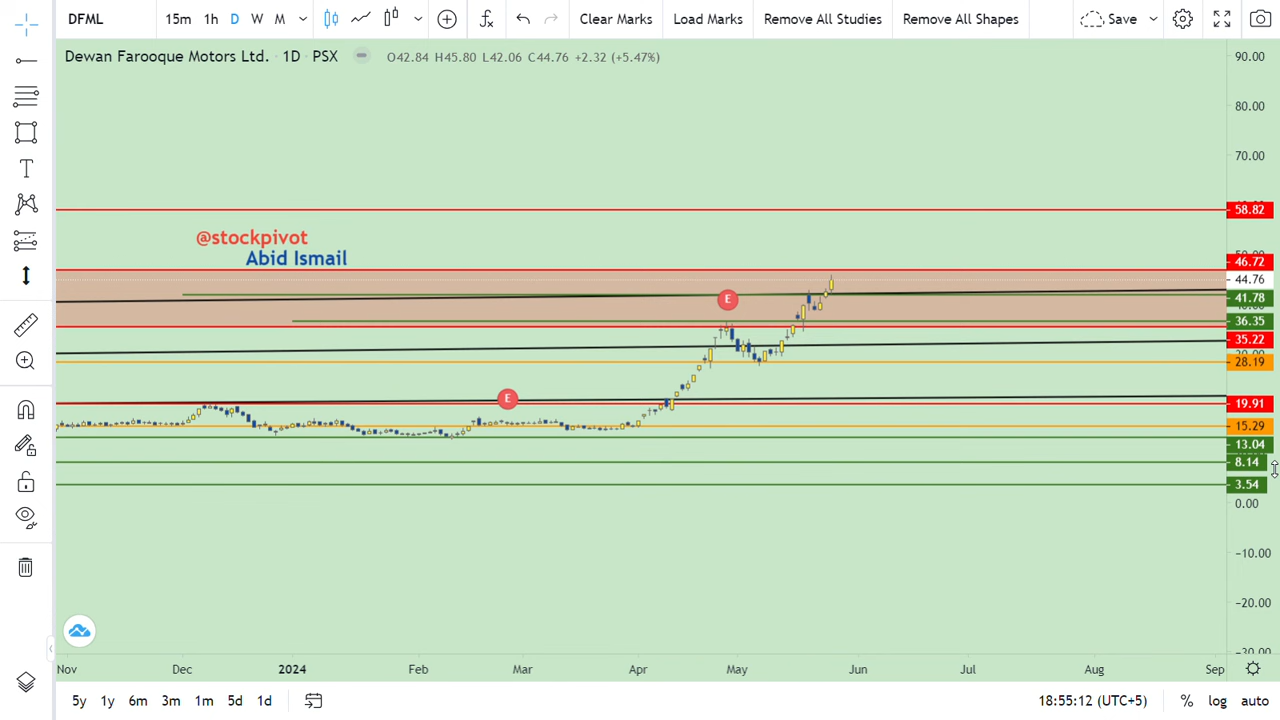 DFML 15m 1h D W M Clear Marks Load Marks Remove All Studies Remove All Shapes Save
Dewan Farooque Motors Ltd. · 1D · PSX O42.84 H45.80 L42.06 C44.76 +2.32 (+5.47%)
90.00
80.00
70.00
58.82
@stockpivot
Abid Ismail
46.72
44.76
41.78
E
36.35
35.22
28.19
E
19.91
15.29
13.04
8.14
3.54
0.00
−10.00
−20.00
−30.00
Nov Dec 2024 Feb Mar Apr May Jun Jul Aug Sep
5y 1y 6m 3m 1m 5d 1d 18:55:12 (UTC+5) % log auto